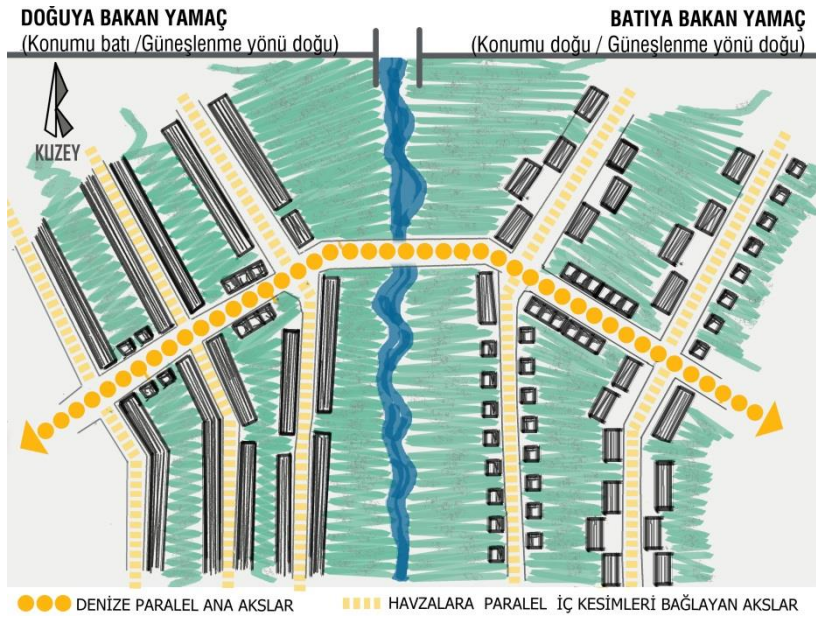 DOĞUYA BAKAN YAMAÇ
(Konumu batı /Güneşlenme yönü doğu)
BATIYA BAKAN YAMAÇ
(Konumu doğu / Güneşlenme yönü doğu)
KUZEY
DENİZE PARALEL ANA AKSLAR
HAVZALARA PARALEL İÇ KESİMLERİ BAĞLAYAN AKSLAR